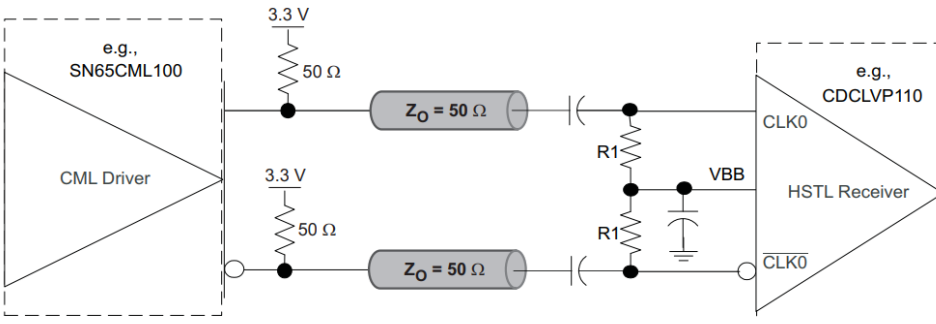 e.g.,
SN65CML100
CML Driver
3.3 V
50 Ω
Z_O = 50 Ω
3.3 V
50 Ω
Z_O = 50 Ω
R1
R1
VBB
e.g.,
CDCLVP110
CLK0
HSTL Receiver
C̅L̅K̅0̅